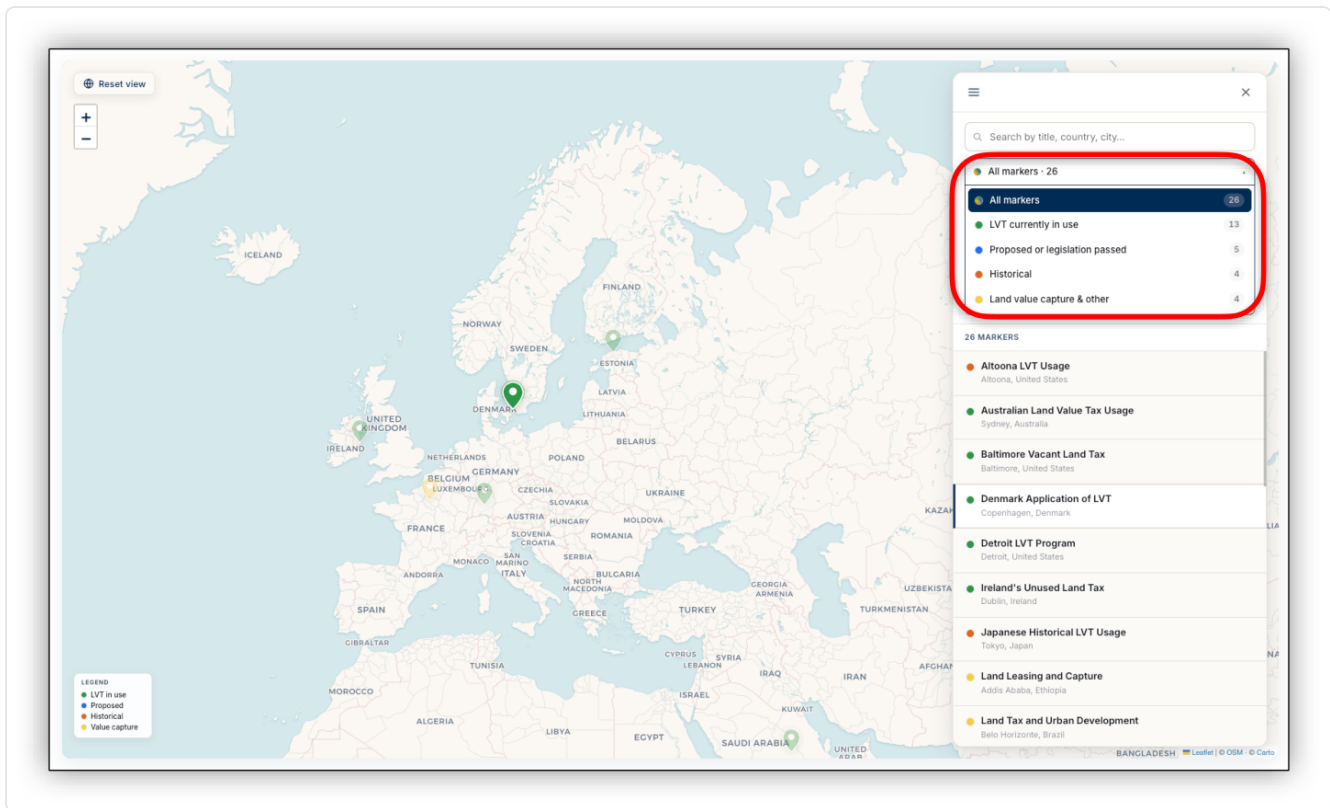 Reset view
+
−
ICELAND
FINLAND
NORWAY
SWEDEN
ESTONIA
LATVIA
DENMARK
LITHUANIA
UNITED
KINGDOM
IRELAND
BELARUS
NETHERLANDS
POLAND
BELGIUM
GERMANY
LUXEMBOURG
CZECHIA
UKRAINE
SLOVAKIA
FRANCE
AUSTRIA
HUNGARY
MOLDOVA
SLOVENIA
ROMANIA
CROATIA
MONACO
SAN
MARINO
SERBIA
ITALY
ANDORRA
BULGARIA
NORTH
MACEDONIA
GEORGIA
ARMENIA
UZBEKISTA
SPAIN
GREECE
TURKEY
TURKMENISTAN
GIBRALTAR
CYPRUS
SYRIA
LEBANON
TUNISIA
IRAQ
IRAN
AFGHAN
MOROCCO
ISRAEL
KUWAIT
ALGERIA
LIBYA
EGYPT
SAUDI ARABIA
UNITED
ARAB
KAZAK
LIA
NA
BANGLADESH
LEGEND
LVT in use
Proposed
Historical
Value capture
Search by title, country, city...
All markers · 26
All markers 26
LVT currently in use 13
Proposed or legislation passed 5
Historical 4
Land value capture & other 4
26 MARKERS
Altoona LVT Usage
Altoona, United States
Australian Land Value Tax Usage
Sydney, Australia
Baltimore Vacant Land Tax
Baltimore, United States
Denmark Application of LVT
Copenhagen, Denmark
Detroit LVT Program
Detroit, United States
Ireland's Unused Land Tax
Dublin, Ireland
Japanese Historical LVT Usage
Tokyo, Japan
Land Leasing and Capture
Addis Ababa, Ethiopia
Land Tax and Urban Development
Belo Horizonte, Brazil
Leaflet | © OSM · © Carto